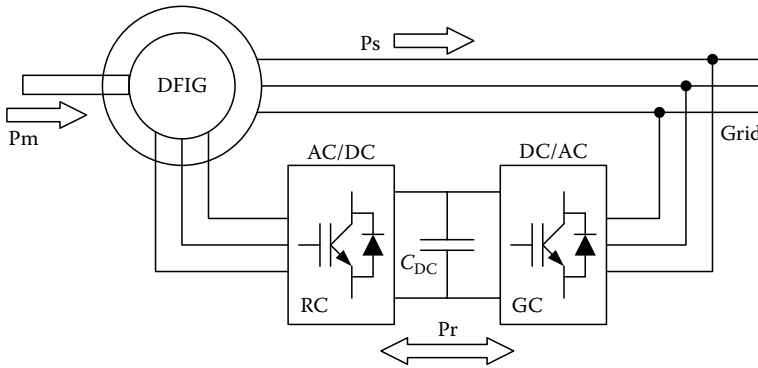 Ps
DFIG
Pm
Grid
AC/DC
DC/AC
C_DC
RC
GC
Pr